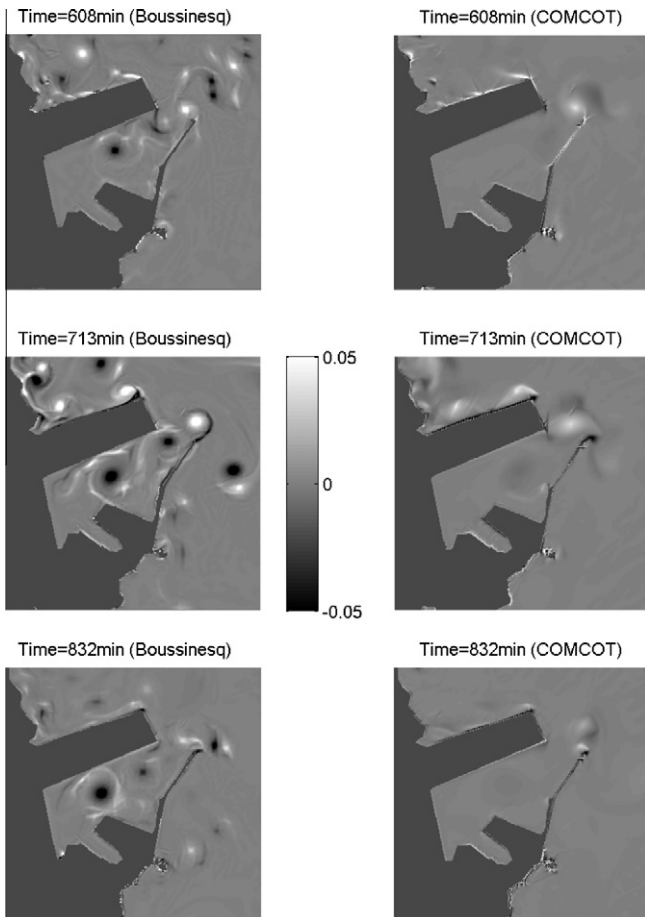 Time=608min (Boussinesq)
Time=608min (COMCOT)
Time=713min (Boussinesq)
Time=713min (COMCOT)
0.05
0
-0.05
Time=832min (Boussinesq)
Time=832min (COMCOT)